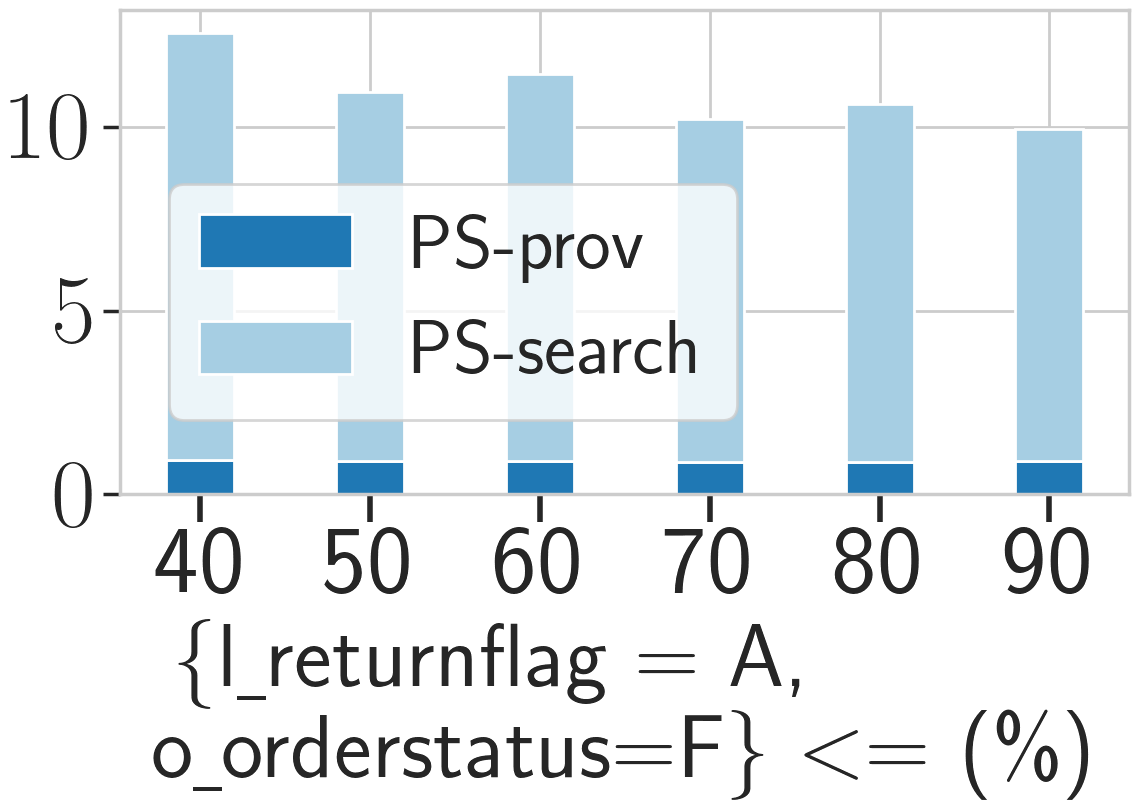 10
5
0
PS-prov
PS-search
40 50 60 70 80 90
{l_returnflag = A,
o_orderstatus=F} <= (%)